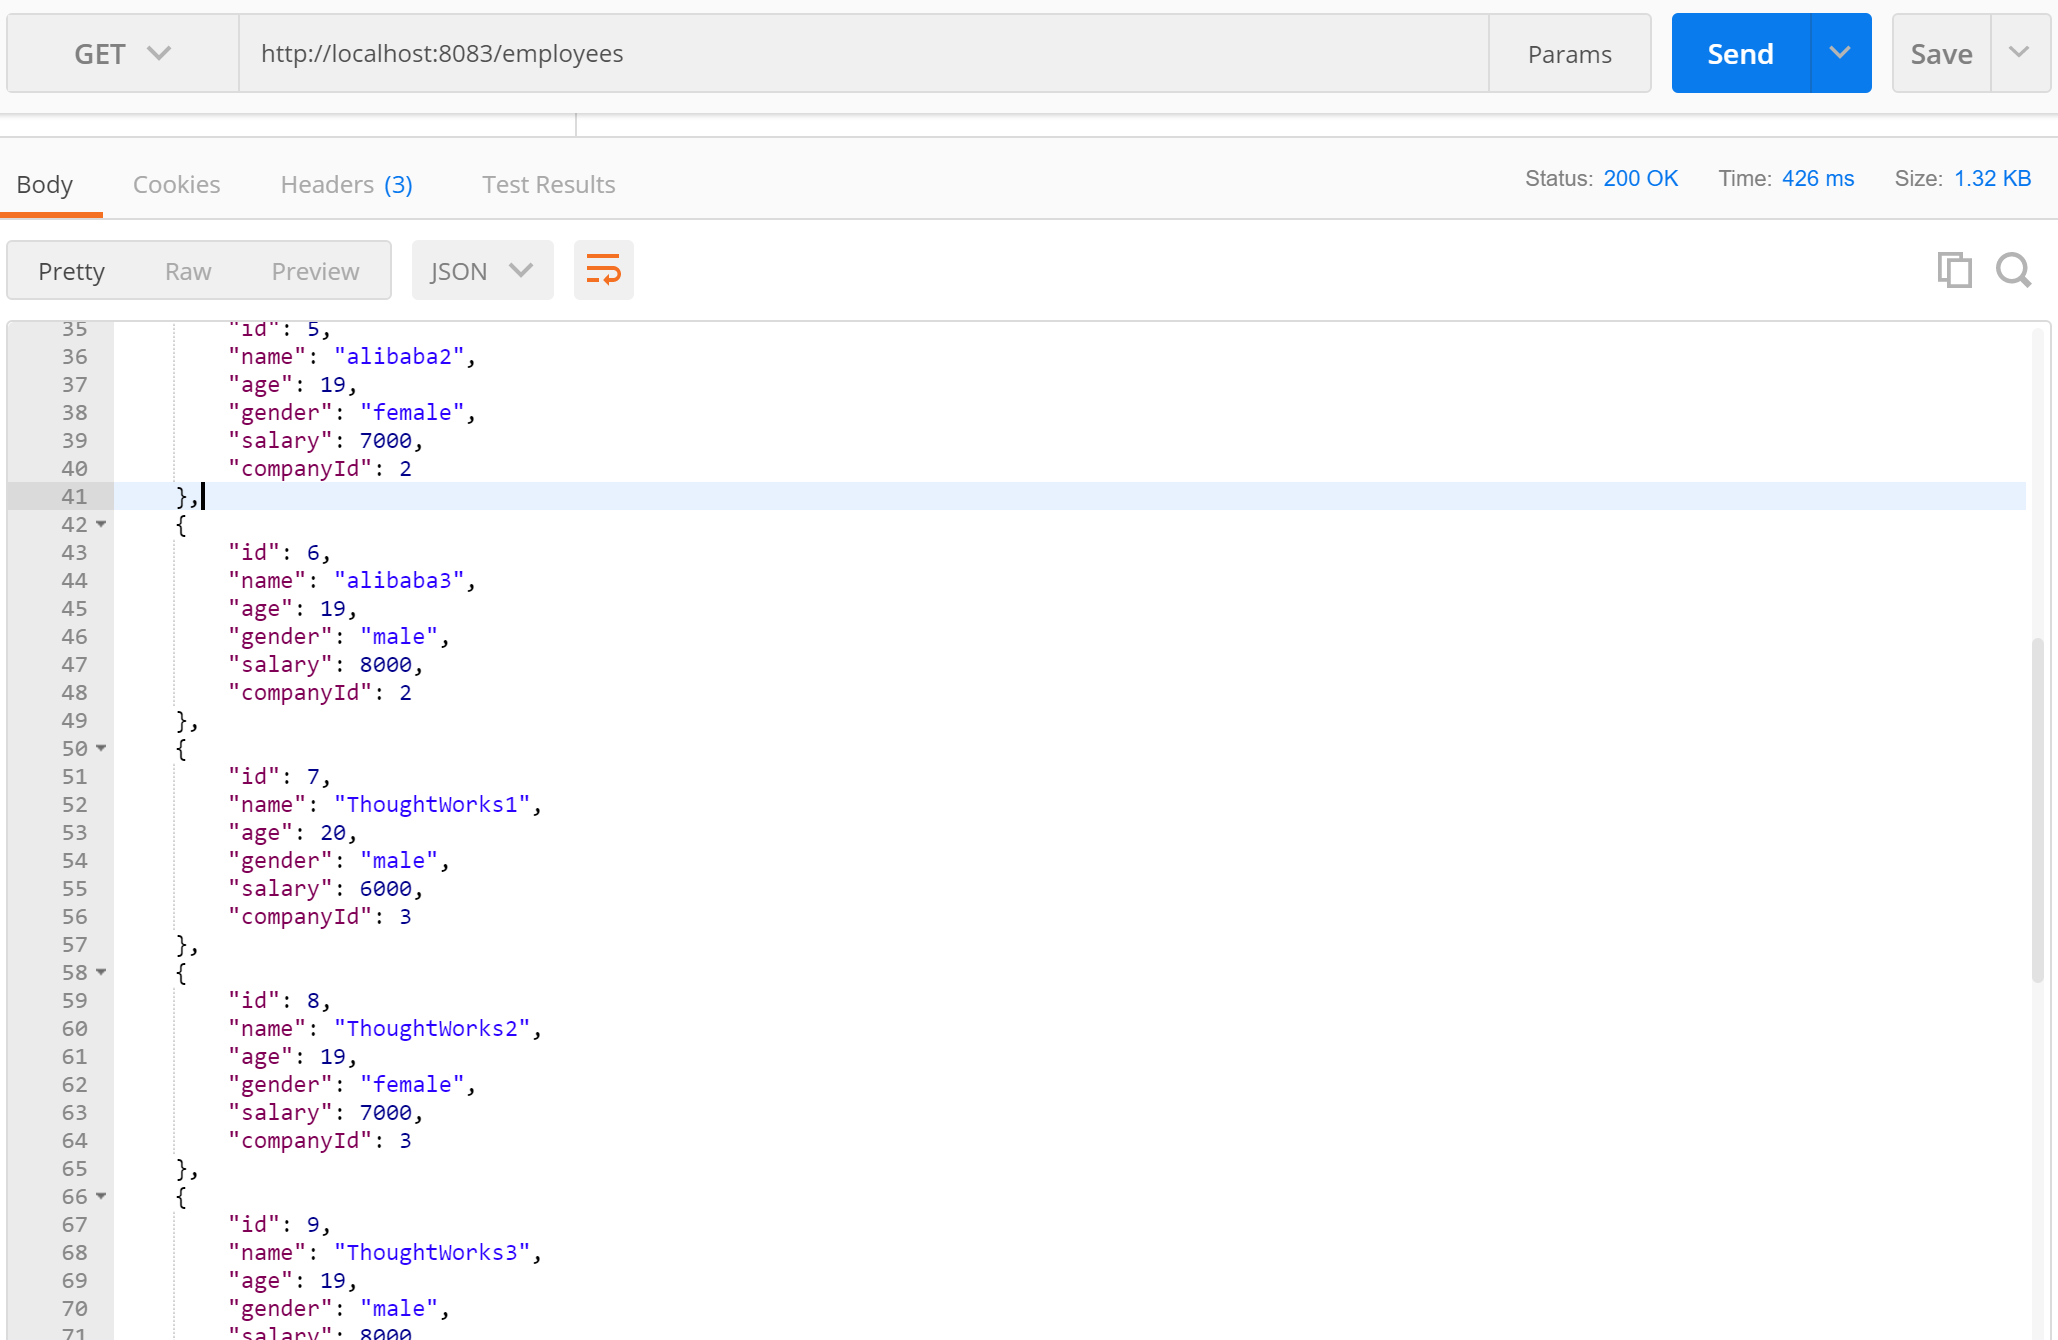 GET http://localhost:8083/employees Params Send Save
Body Cookies Headers (3) Test Results Status: 200 OK Time: 426 ms Size: 1.32 KB
Pretty Raw Preview JSON
35 "id": 5,
36 "name": "alibaba2",
37 "age": 19,
38 "gender": "female",
39 "salary": 7000,
40 "companyId": 2
41 },
42 {
43 "id": 6,
44 "name": "alibaba3",
45 "age": 19,
46 "gender": "male",
47 "salary": 8000,
48 "companyId": 2
49 },
50 {
51 "id": 7,
52 "name": "ThoughtWorks1",
53 "age": 20,
54 "gender": "male",
55 "salary": 6000,
56 "companyId": 3
57 },
58 {
59 "id": 8,
60 "name": "ThoughtWorks2",
61 "age": 19,
62 "gender": "female",
63 "salary": 7000,
64 "companyId": 3
65 },
66 {
67 "id": 9,
68 "name": "ThoughtWorks3",
69 "age": 19,
70 "gender": "male",
71 "salary": 8000